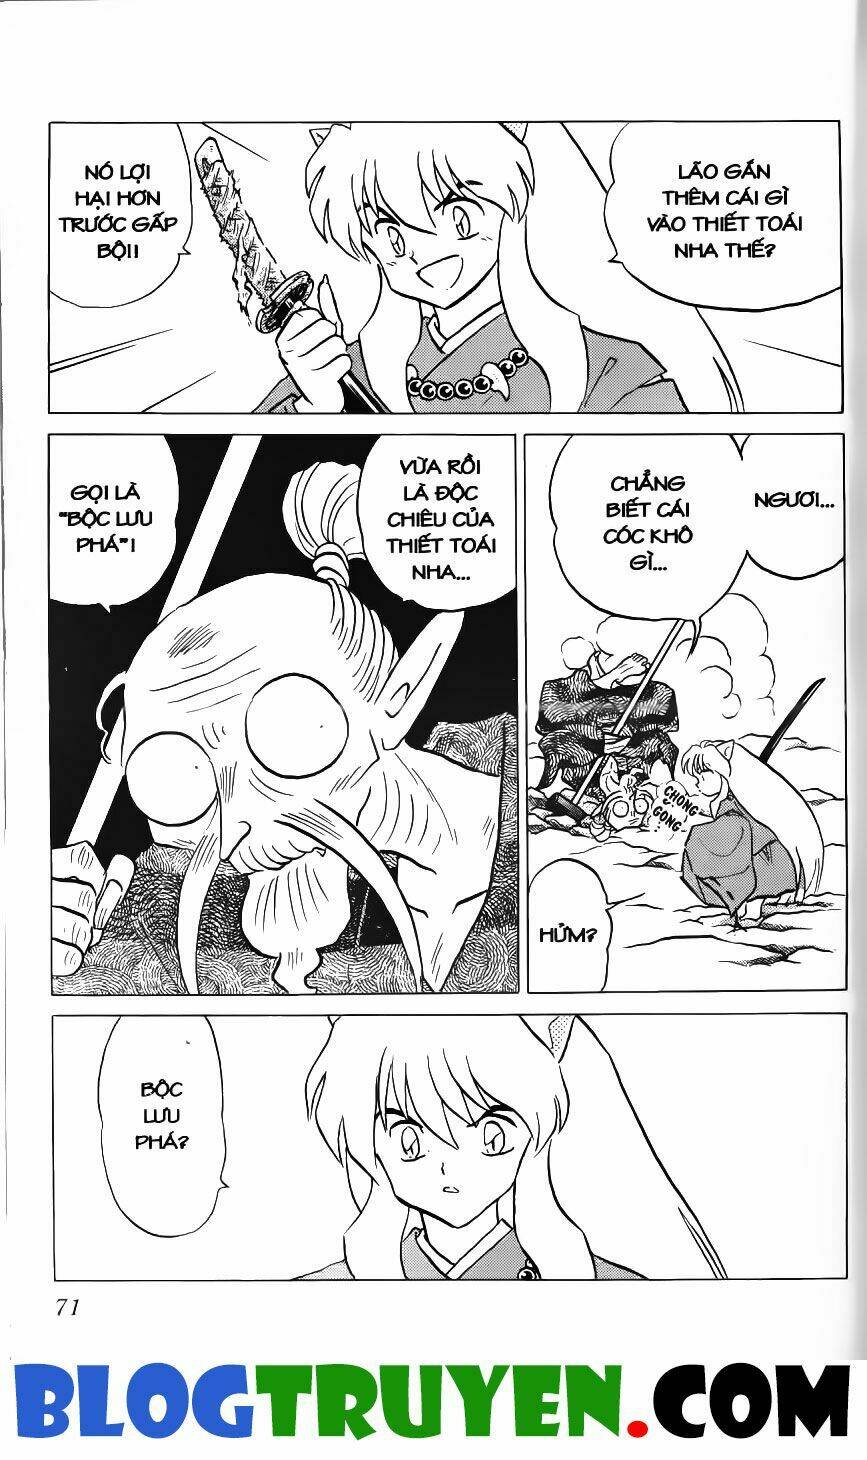 LÃO GẮN
THÊM CÁI GÌ
VÀO THIẾT TOÁI
NHA THẾ?
NÓ LỢI
HẠI HƠN
TRƯỚC GẤP
BỘI!
NGƯƠI...
CHẲNG
BIẾT CÁI
CÓC KHÔ
GÌ...
CHỎNG
GỌNG
HỬM?
VỪA RỒI
LÀ ĐỘC
CHIÊU CỦA
THIẾT TOÁI
NHA...
GỌI LÀ
"BỘC LƯU
PHÁ"!
BỘC
LƯU
PHÁ?
71
BLOGTRUYEN.COM